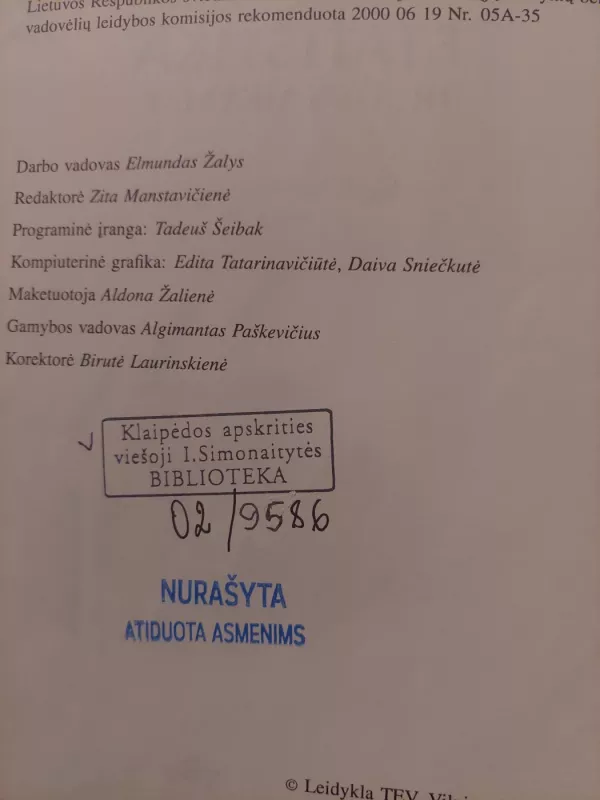 Lietuvos Respublikos
vadovėlių leidybos komisijos rekomenduota 2000 06 19 Nr. 05A-35
Darbo vadovas Elmundas Žalys
Redaktorė Zita Manstavičienė
Programinė įranga: Tadeuš Šeibak
Kompiuterinė grafika: Edita Tatarinavičiūtė, Daiva Sniečkutė
Maketuotoja Aldona Žalienė
Gamybos vadovas Algimantas Paškevičius
Korektorė Birutė Laurinskienė
Klaipėdos apskrities
viešoji I.Simonaitytės
BIBLIOTEKA
02/9586
NURAŠYTA
ATIDUOTA ASMENIMS
© Leidykla TEV,